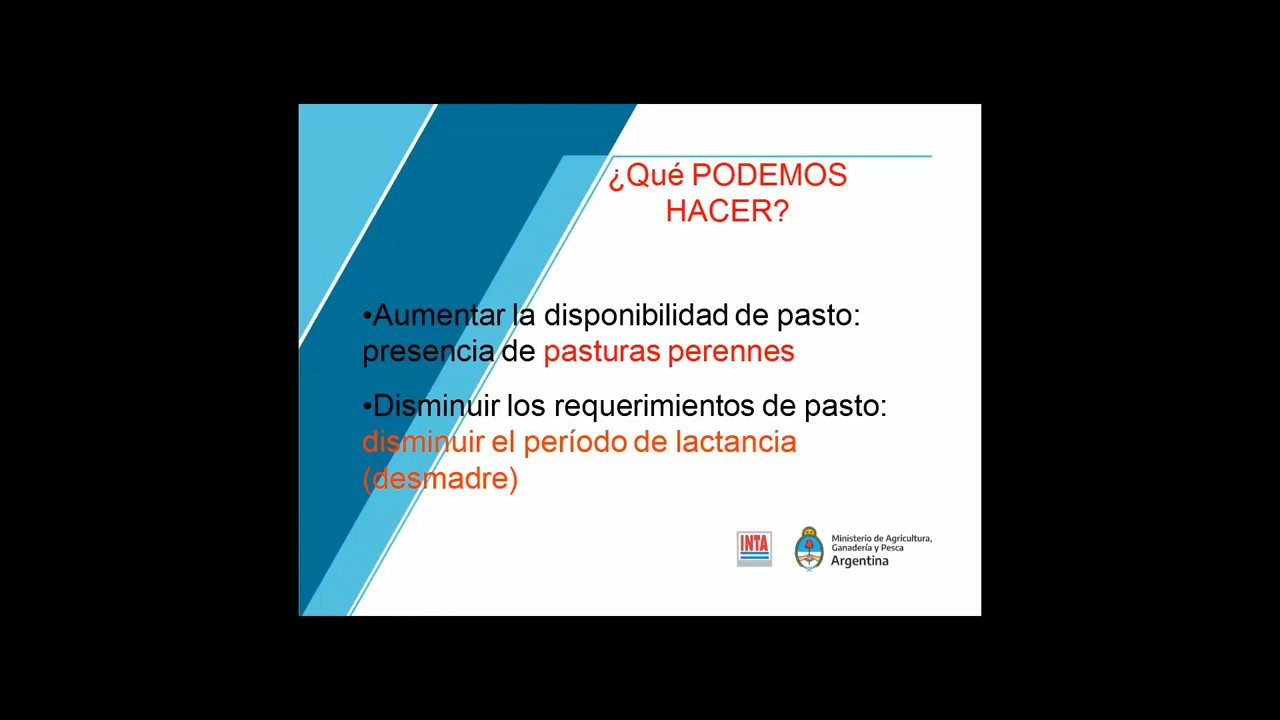 ¿Qué PODEMOS
HACER?
•Aumentar la disponibilidad de pasto:
presencia de pasturas perennes
•Disminuir los requerimientos de pasto:
disminuir el período de lactancia
(desmadre)
INTA
Ministerio de Agricultura,
Ganadería y Pesca
Argentina